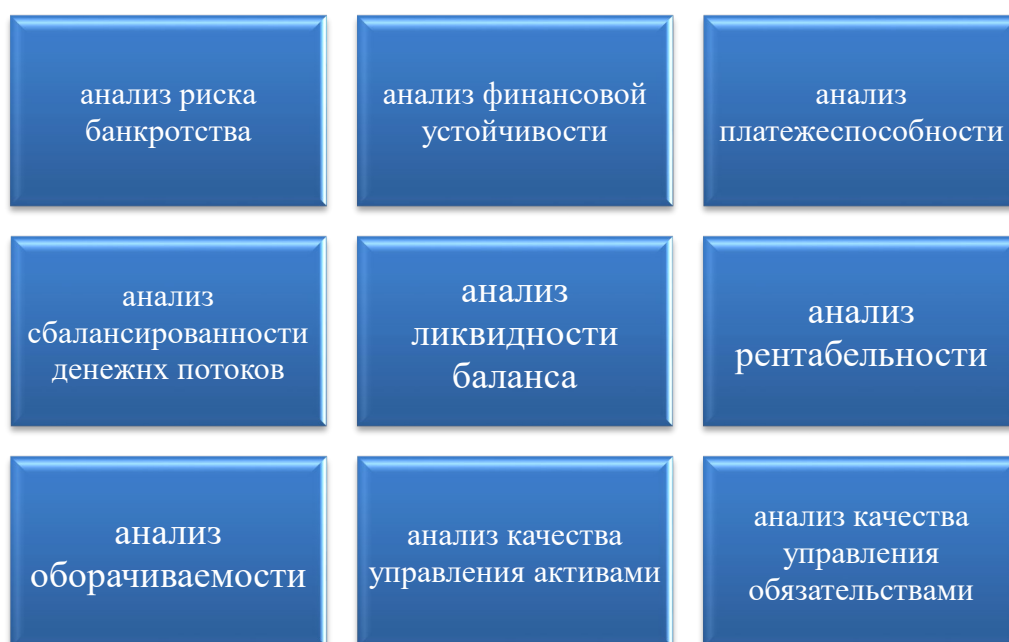 анализ риска
банкротства
анализ финансовой
устойчивости
анализ
платежеспособности
анализ
сбалансированности
денежнх потоков
анализ
ликвидности
баланса
анализ
рентабельности
анализ
оборачиваемости
анализ качества
управления активами
анализ качества
управления
обязательствами